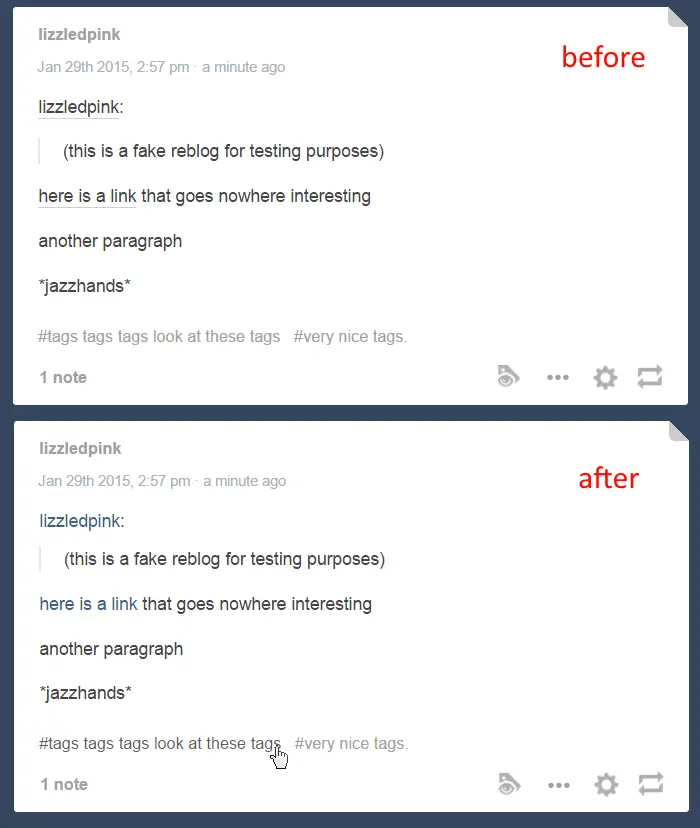 lizzledpink
before
Jan 29th 2015, 2:57 pm · a minute ago
lizzledpink:
(this is a fake reblog for testing purposes)
here is a link that goes nowhere interesting
another paragraph
*jazzhands*
#tags tags tags look at these tags #very nice tags.
1 note
lizzledpink
after
Jan 29th 2015, 2:57 pm · a minute ago
lizzledpink:
(this is a fake reblog for testing purposes)
here is a link that goes nowhere interesting
another paragraph
*jazzhands*
#tags tags tags look at these tags #very nice tags.
1 note